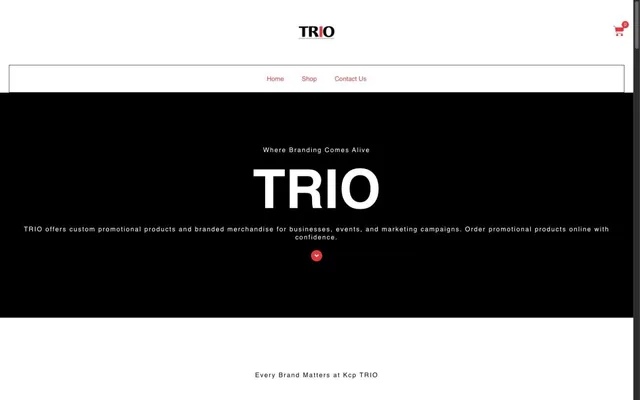 TRIO
0
Home Shop Contact Us
Where Branding Comes Alive
TRIO
TRIO offers custom promotional products and branded merchandise for businesses, events, and marketing campaigns. Order promotional products online with
confidence.
Every Brand Matters at Kcp TRIO